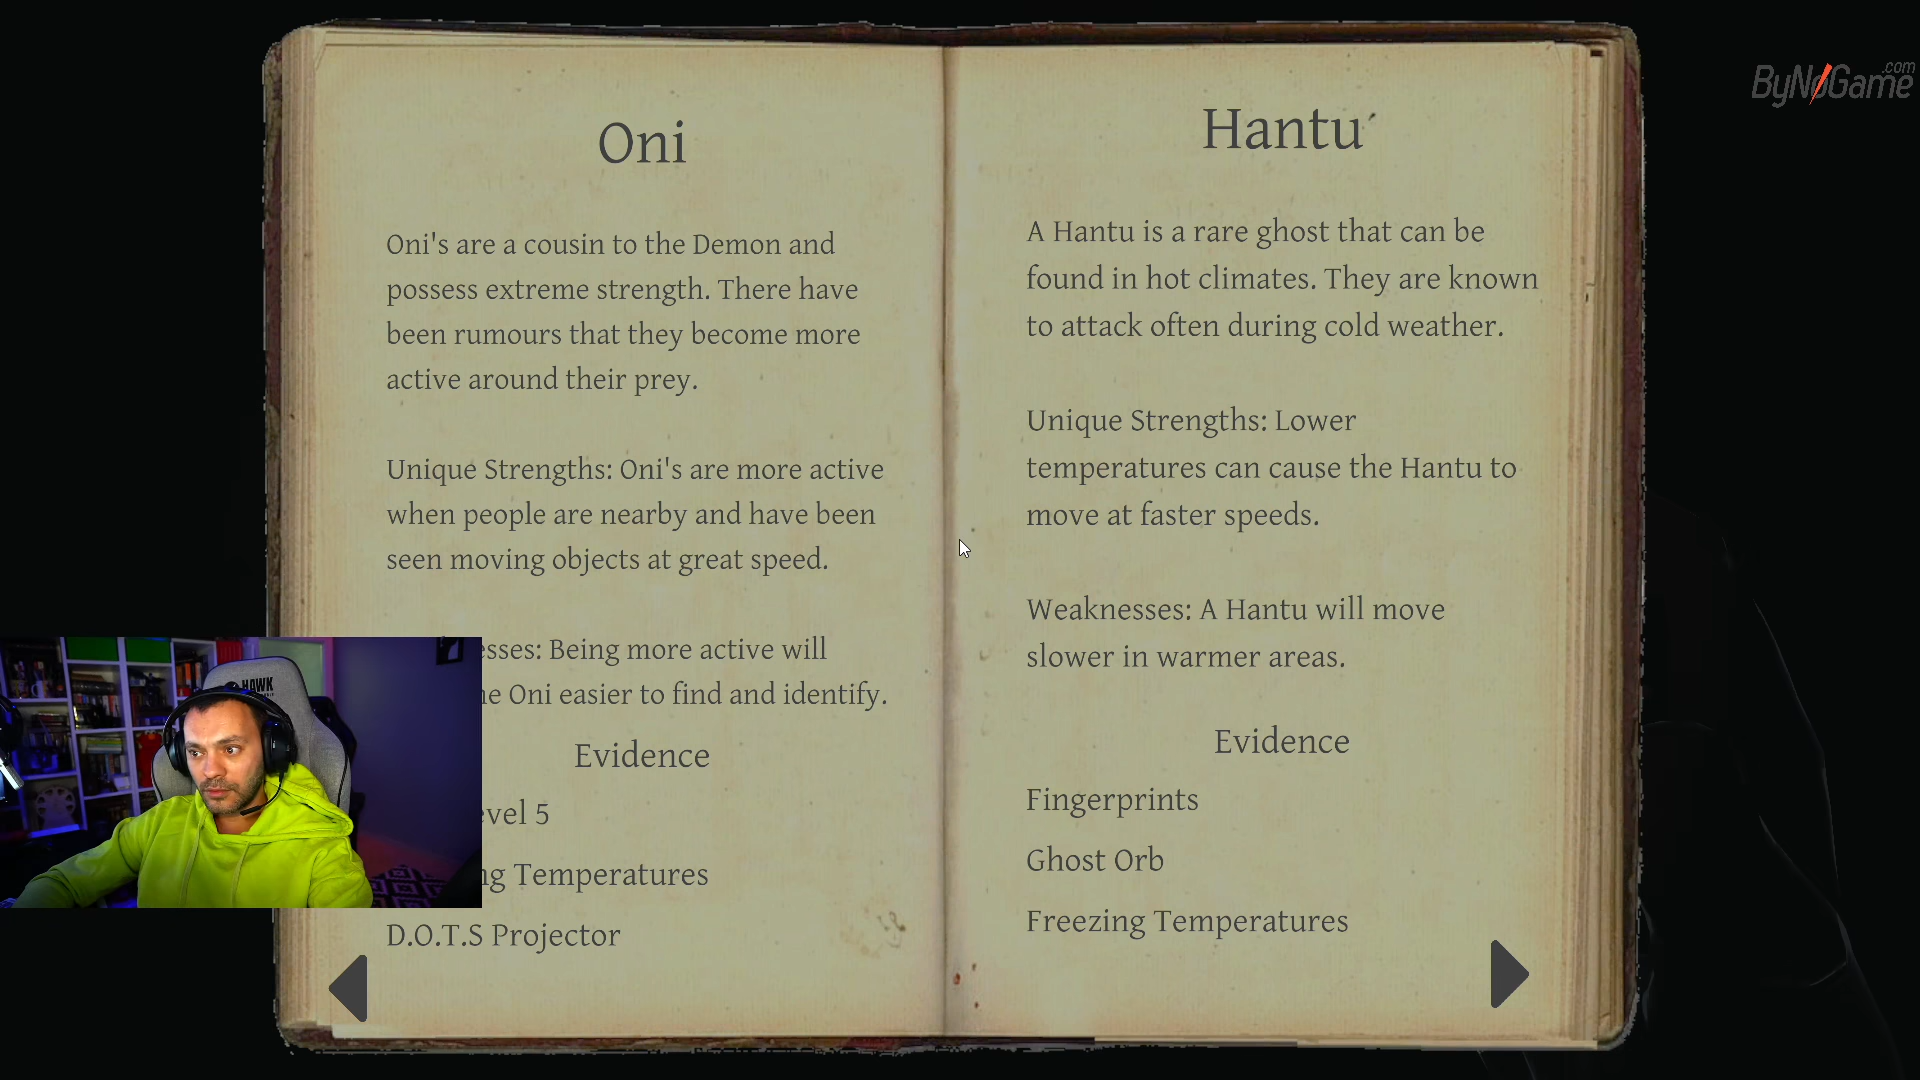 ByNoGame.com
Oni
Oni's are a cousin to the Demon and
possess extreme strength. There have
been rumours that they become more
active around their prey.
Unique Strengths: Oni's are more active
when people are nearby and have been
seen moving objects at great speed.
esses: Being more active will
Oni easier to find and identify.
Evidence
evel 5
ng Temperatures
D.O.T.S Projector
HAWK
Hantu
A Hantu is a rare ghost that can be
found in hot climates. They are known
to attack often during cold weather.
Unique Strengths: Lower
temperatures can cause the Hantu to
move at faster speeds.
Weaknesses: A Hantu will move
slower in warmer areas.
Evidence
Fingerprints
Ghost Orb
Freezing Temperatures